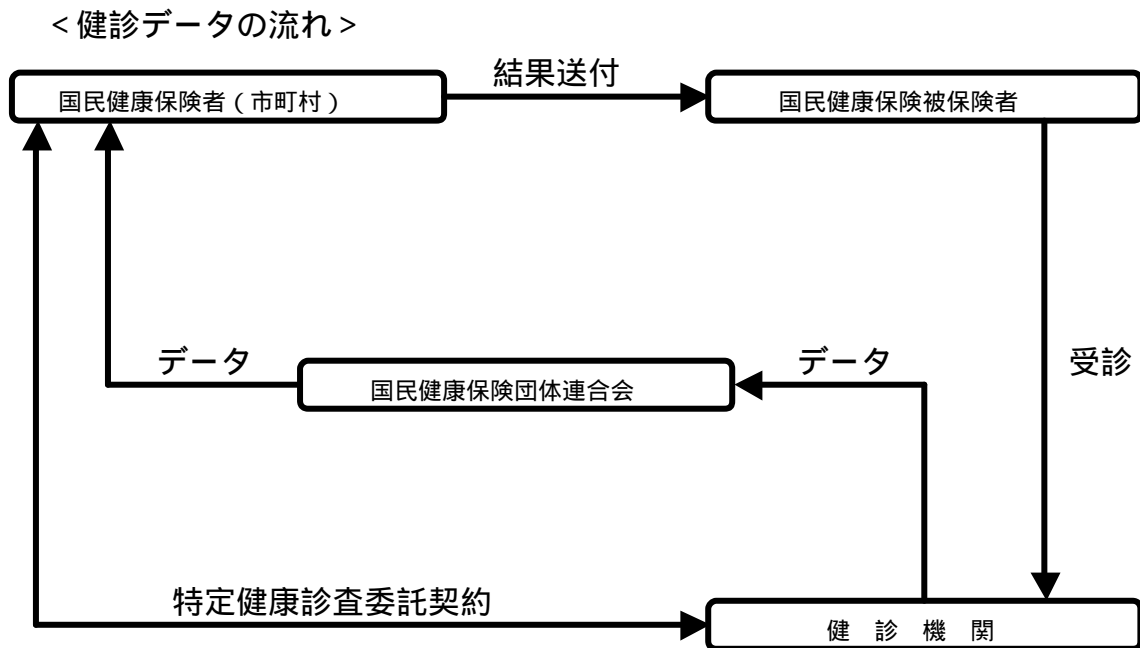 <健診データの流れ>
結果送付
国民健康保険者(市町村)
国民健康保険被保険者
データ
データ
受診
国民健康保険団体連合会
特定健康診査委託契約
健 診 機 関